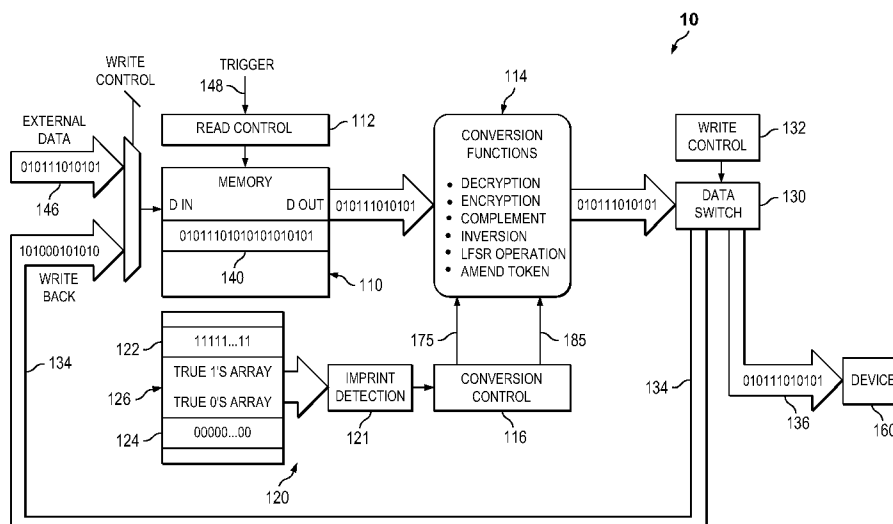 10
WRITE
CONTROL
TRIGGER
148
114
EXTERNAL
DATA
READ CONTROL
112
CONVERSION
FUNCTIONS
WRITE
CONTROL
132
010111010101
146
MEMORY
D IN
D OUT
010111010101
• DECRYPTION
• ENCRYPTION
• COMPLEMENT
• INVERSION
• LFSR OPERATION
• AMEND TOKEN
010111010101
DATA
SWITCH
130
101000101010
WRITE
BACK
01011101010101010101
140
110
134
122
11111...11
126
TRUE 1'S ARRAY
TRUE 0'S ARRAY
124
00000...00
120
IMPRINT
DETECTION
121
175
185
CONVERSION
CONTROL
116
134
010111010101
136
DEVICE
160